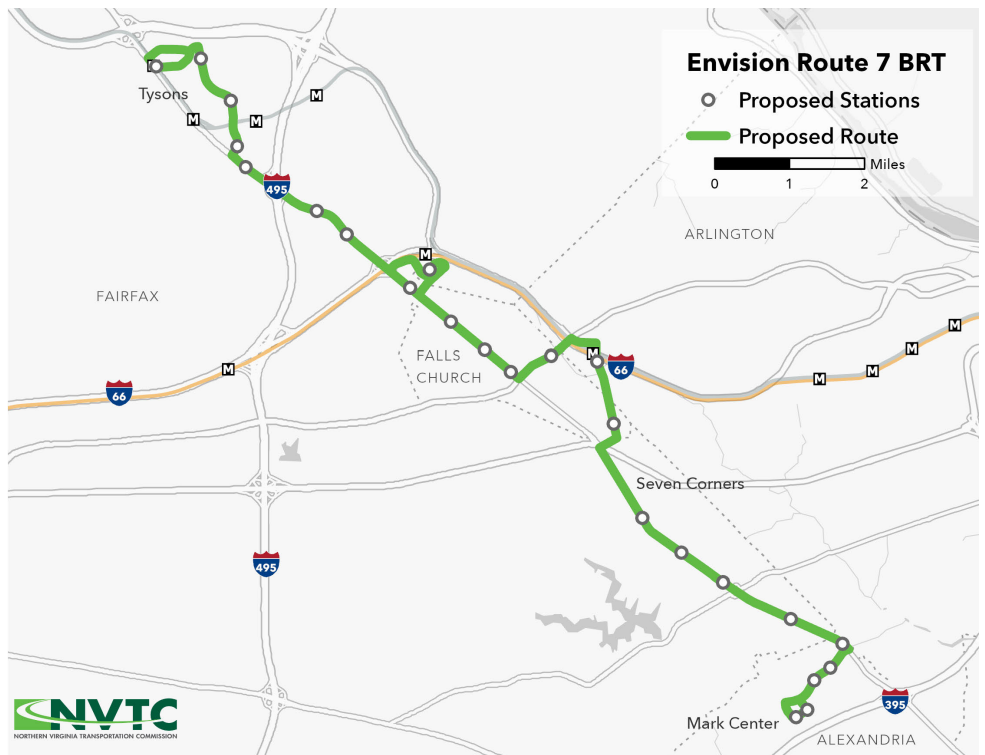 Envision Route 7 BRT
Proposed Stations
Proposed Route
Miles
0 1 2
Tysons
M
M
M
M
495
ARLINGTON
M
FAIRFAX
M
M
FALLS
CHURCH
M
66
M
M
M
66
Seven Corners
495
395
Mark Center
ALEXANDRIA
NVTC
NORTHERN VIRGINIA TRANSPORTATION COMMISSION